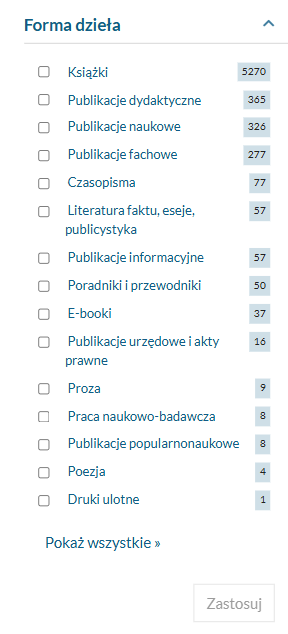 Forma dzieła
Książki 5270
Publikacje dydaktyczne 365
Publikacje naukowe 326
Publikacje fachowe 277
Czasopisma 77
Literatura faktu, eseje, 57
publicystyka
Publikacje informacyjne 57
Poradniki i przewodniki 50
E-booki 37
Publikacje urzędowe i akty 16
prawne
Proza 9
Praca naukowo-badawcza 8
Publikacje popularnonaukowe 8
Poezja 4
Druki ulotne 1
Pokaż wszystkie »
Zastosuj